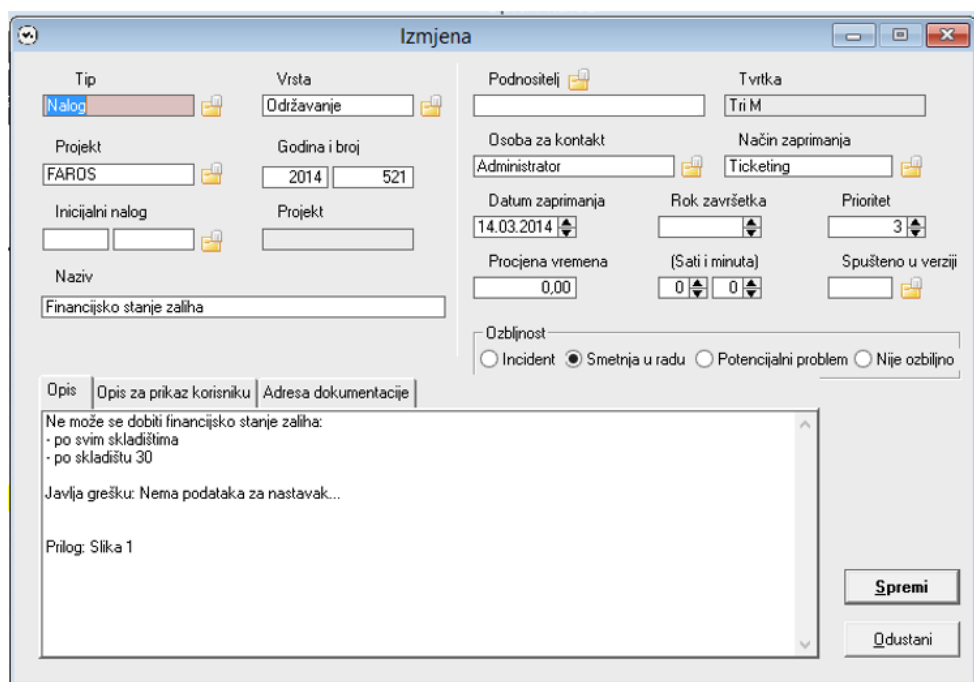 Izmjena
Tip Vrsta
Nalog Održavanje
Projekt Godina i broj
FAROS 2014 521
Inicijalni nalog Projekt
Naziv
Financijsko stanje zaliha
Podnositelj Tvrtka
Tri M
Osoba za kontakt Način zaprimanja
Administrator Ticketing
Datum zaprimanja Rok završetka Prioritet
14.03.2014 3
Procjena vremena (Sati i minuta) Spušteno u verziji
0,00 0 0
Ozbljnost
Incident Smetnja u radu Potencijalni problem Nije ozbiljno
Opis Opis za prikaz korisniku Adresa dokumentacije
Ne može se dobiti financijsko stanje zaliha:
- po svim skladištima
- po skladištu 30
Javlja grešku: Nema podataka za nastavak...
Prilog: Slika 1
Spremi
Odustani